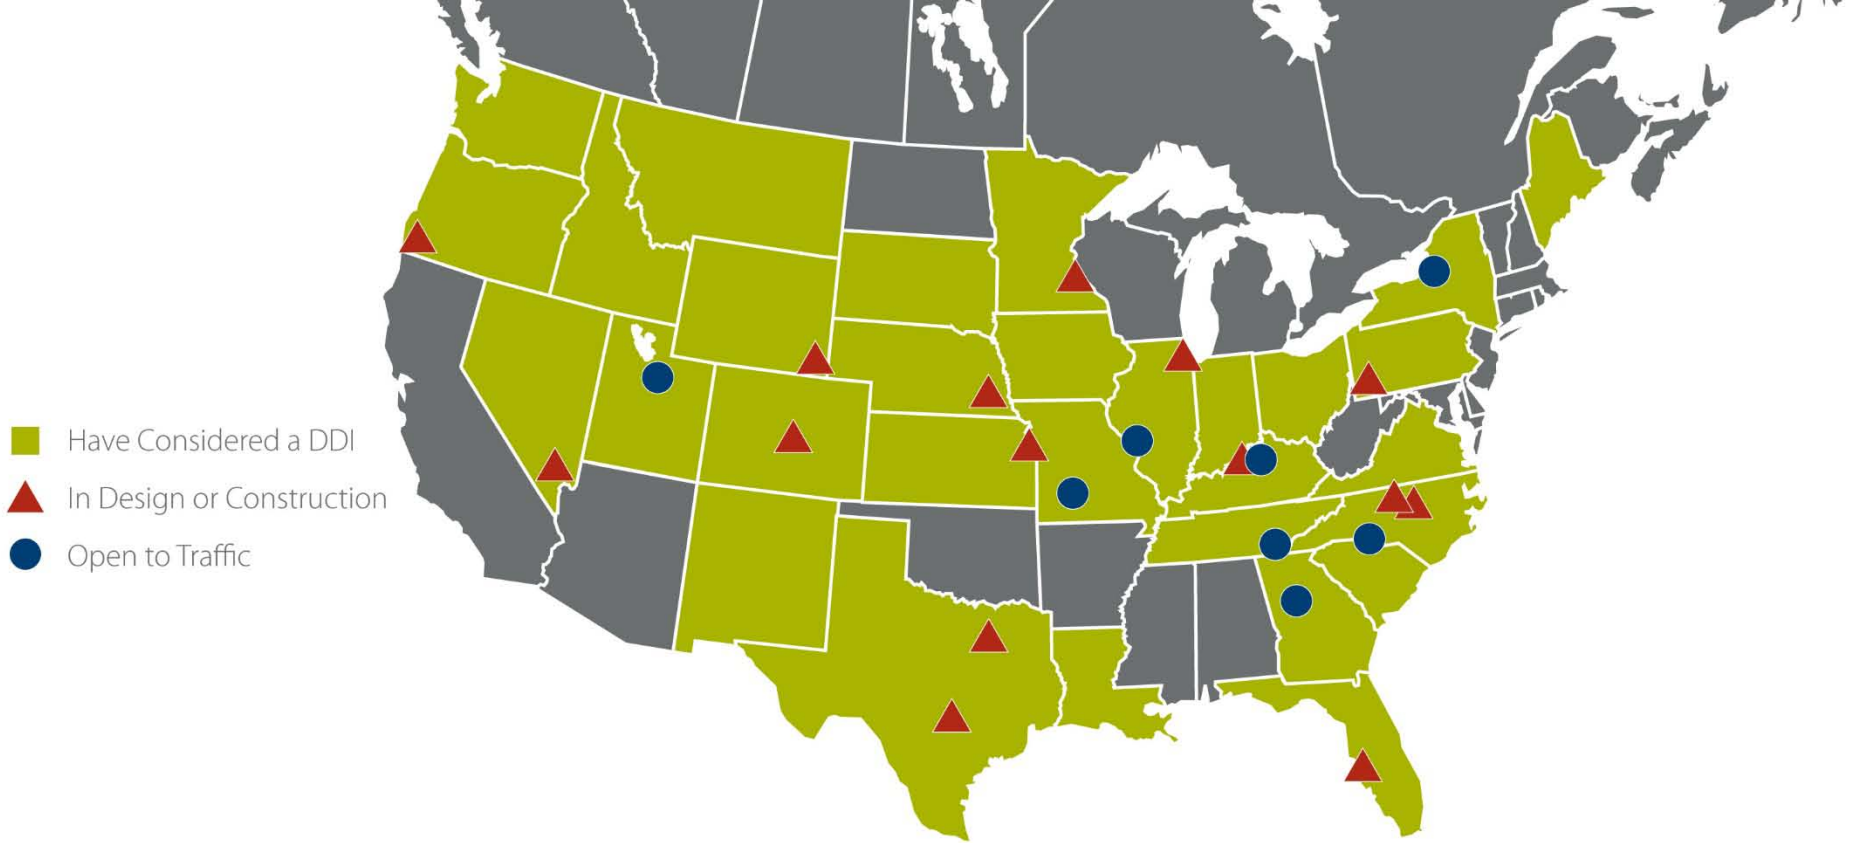 Have Considered a DDI
In Design or Construction
Open to Traffic